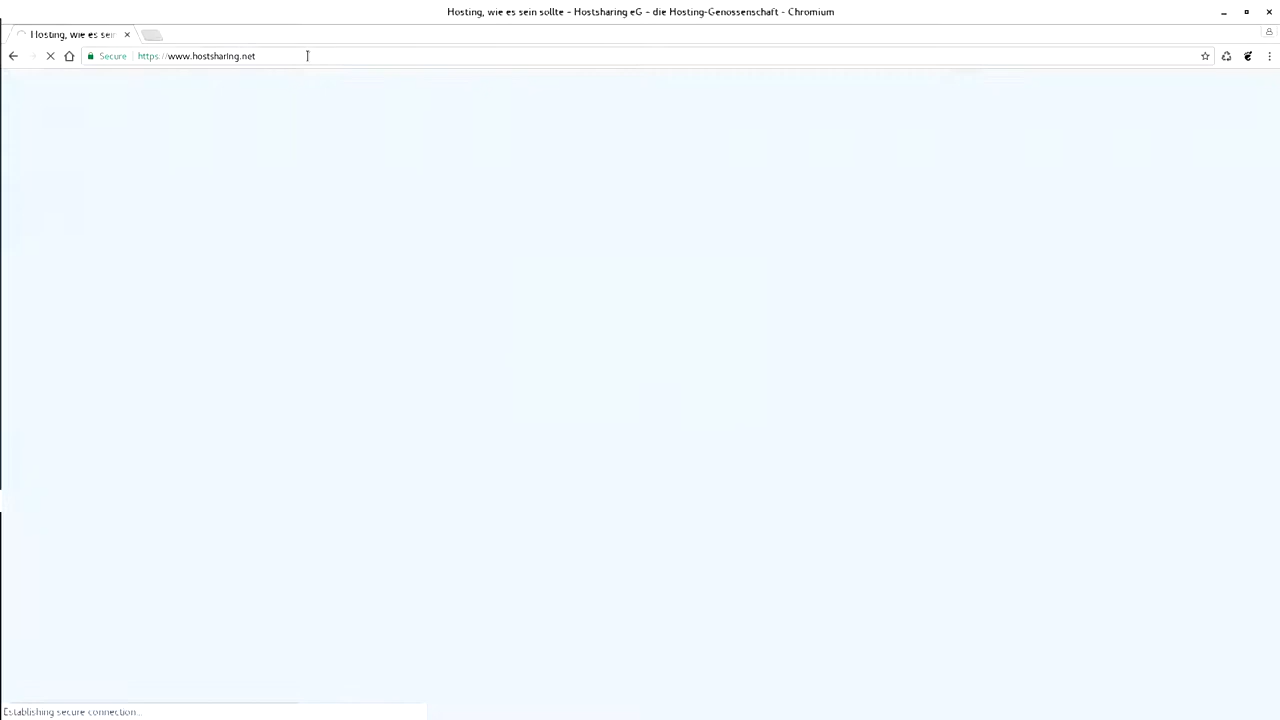 Hosting, wie es sein sollte - Hostsharing eG - die Hosting-Genossenschaft - Chromium
Hosting, wie es sein
Secure https://www.hostsharing.net
Establishing secure connection...